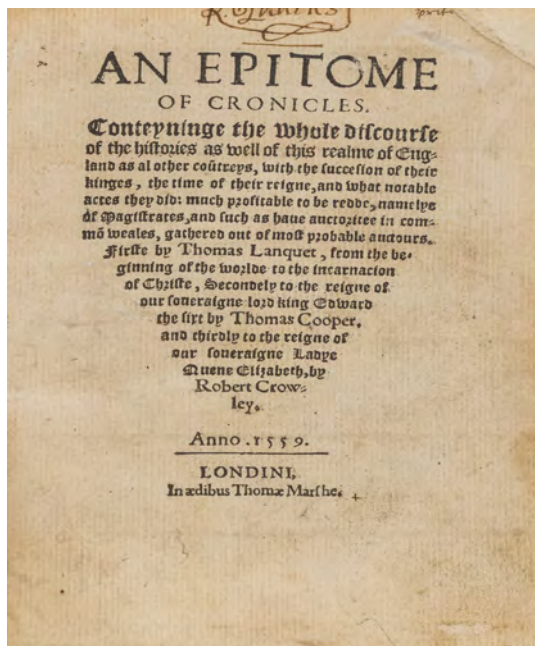 AN EPITOME
OF CRONICLES.
Conteyninge the whole diſcourſe
of the hiſtories as well of this realme of Eng-
land as al other coũtreys, with the ſucceſion of their
kinges, the time of their reigne, and what notable
actes they did: much profitable to be redde, namelye
of Magiſtrates, and ſuch as haue auctoritee in com-
mõ weales, gathered out of moſt probable auctours.
Firſte by Thomas Lanquet, from the be-
ginning of the worlde to the incarnacion
of Chriſte, Secondely to the reigne of
our ſoueraigne lord king Edward
the ſixt by Thomas Cooper,
and thirdly to the reigne of
our ſoueraigne Ladye
Quene Elizabeth, by
Robert Crow-
ley.
Anno. 1559.
LONDINI,
In ædibus Thomæ Marſhe.